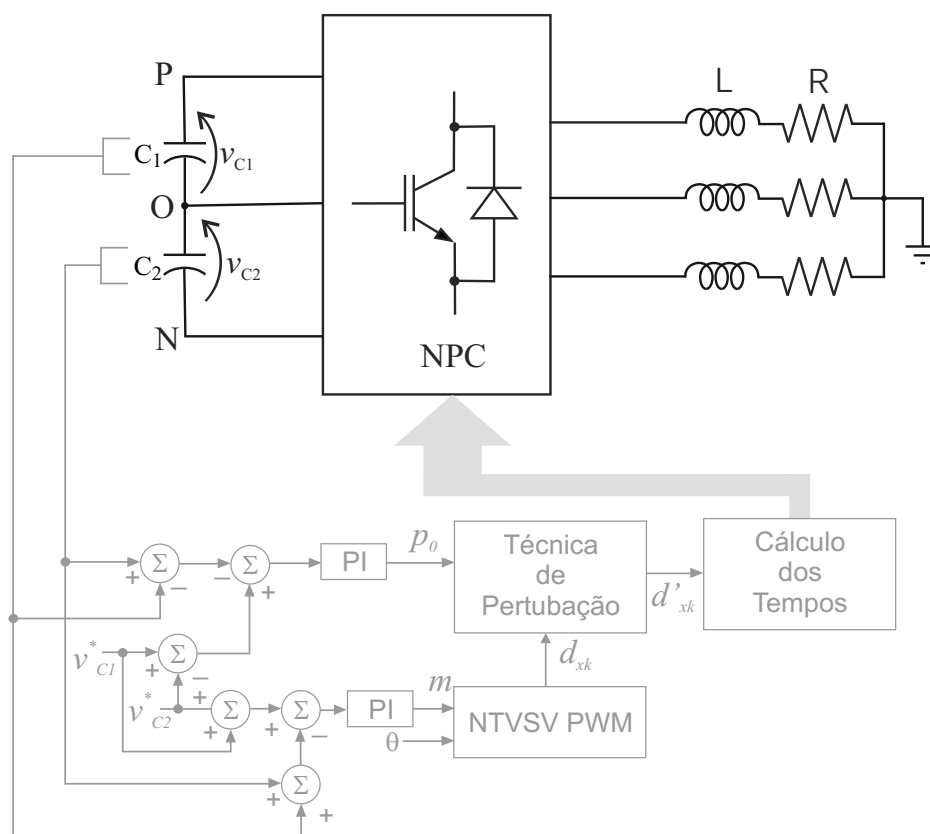 P
L
R
C1
vC1
O
C2
vC2
N
NPC
p0
PI
Técnica
de
Pertubação
Cálculo
dos
Tempos
d'xk
+
Σ
−
−
Σ
+
v*C1
+
Σ
−
dxk
v*C2
+
Σ
+
+
Σ
−
PI
m
θ
NTVSV PWM
+
Σ
+